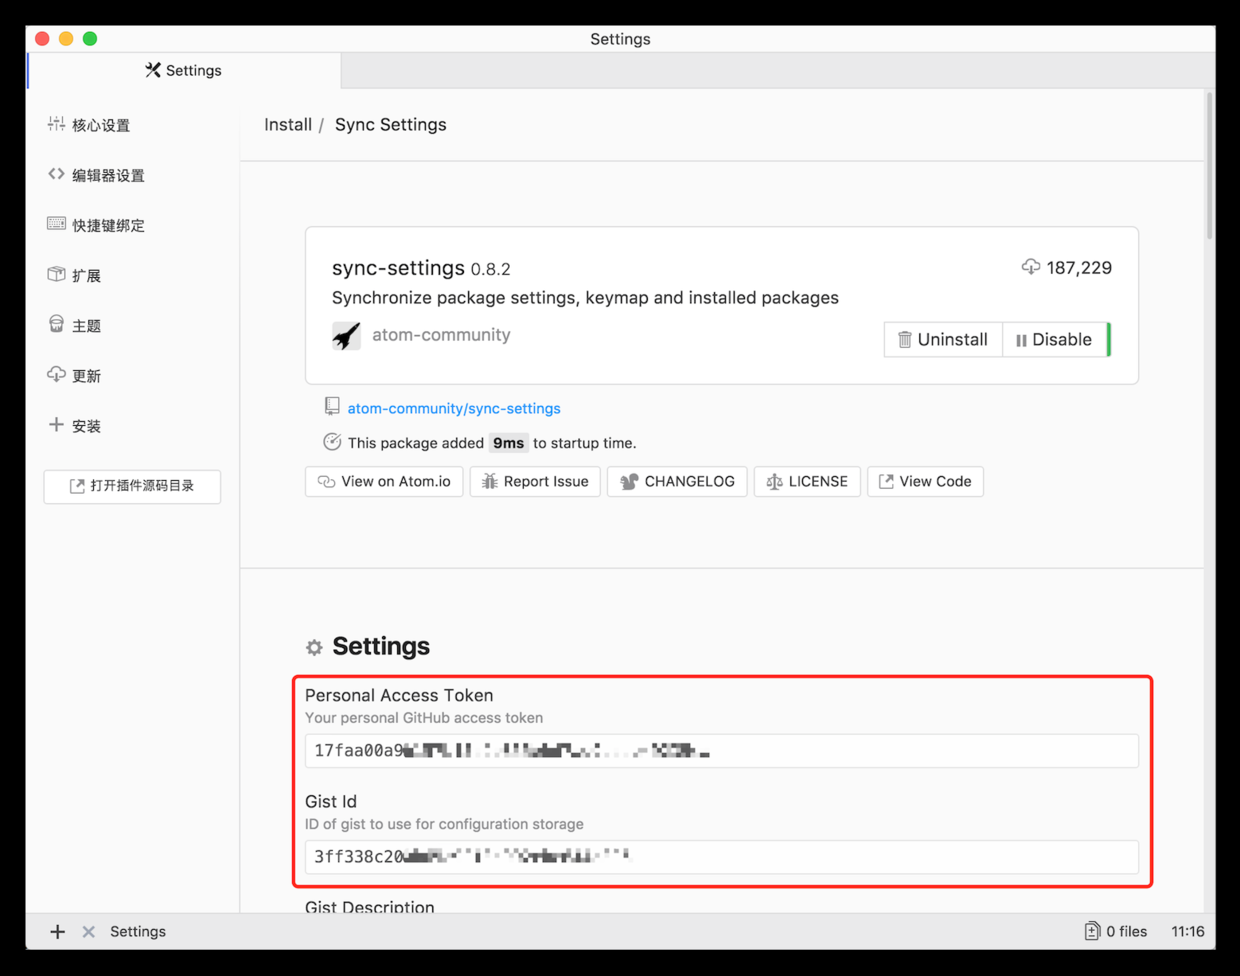 Settings
Settings
核心设置
编辑器设置
快捷键绑定
扩展
主题
更新
安装
打开插件源码目录
Install / Sync Settings
sync-settings 0.8.2
187,229
Synchronize package settings, keymap and installed packages
atom-community
Uninstall
Disable
atom-community/sync-settings
This package added 9ms to startup time.
View on Atom.io
Report Issue
CHANGELOG
LICENSE
View Code
Settings
Personal Access Token
Your personal GitHub access token
17faa00a9
Gist Id
ID of gist to use for configuration storage
3ff338c20
Gist Description
Settings
0 files
11:16